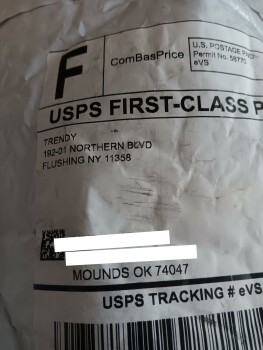 F
ComBasPrice
U.S. POSTAGE
Permit No.
eVS
USPS FIRST-CLASS P
TRENDY
192-01 NORTHERN BLVD
FLUSHING NY 11358
MOUNDS OK 74047
USPS TRACKING # eVS